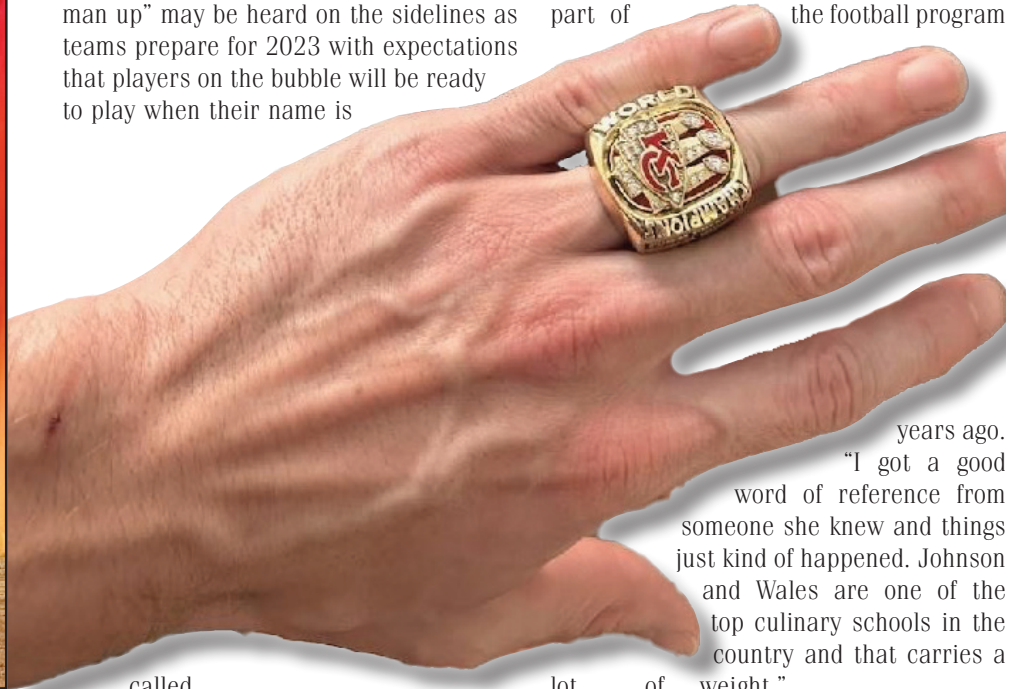 man up” may be heard on the sidelines as
teams prepare for 2023 with expectations
that players on the bubble will be ready
to play when their name is
called
WORLD
KC
CHAMPIONS
part of the football program
years ago.
“I got a good
word of reference from
someone she knew and things
just kind of happened. Johnson
and Wales are one of the
top culinary schools in the
country and that carries a
lot of weight.”